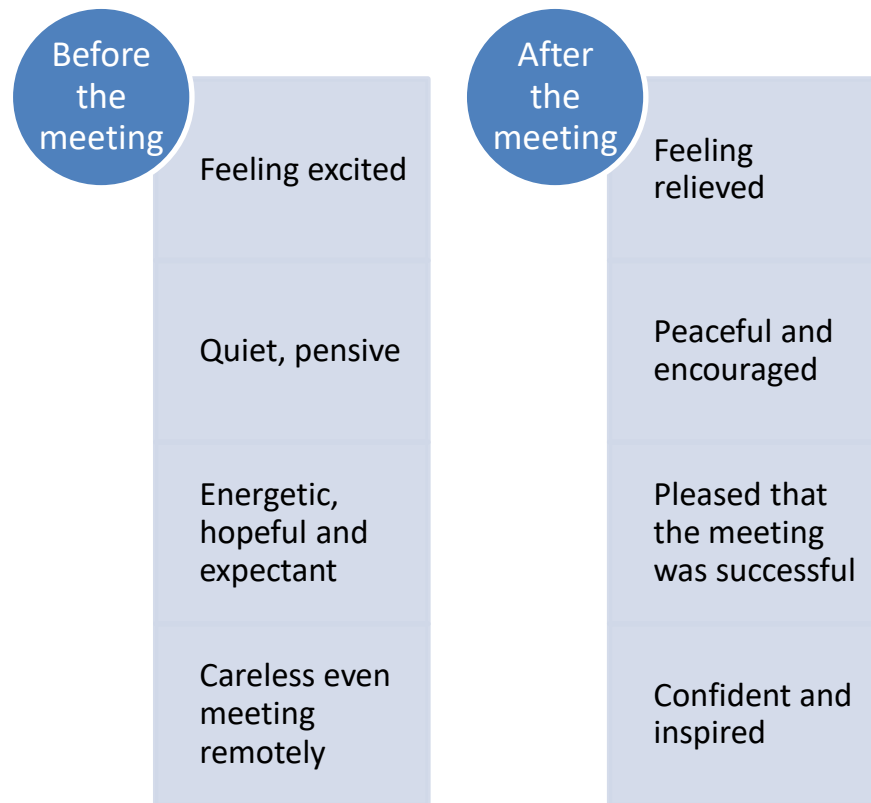 Before
the
meeting
Feeling excited
Quiet, pensive
Energetic,
hopeful and
expectant
Careless even
meeting
remotely
After
the
meeting
Feeling
relieved
Peaceful and
encouraged
Pleased that
the meeting
was successful
Confident and
inspired